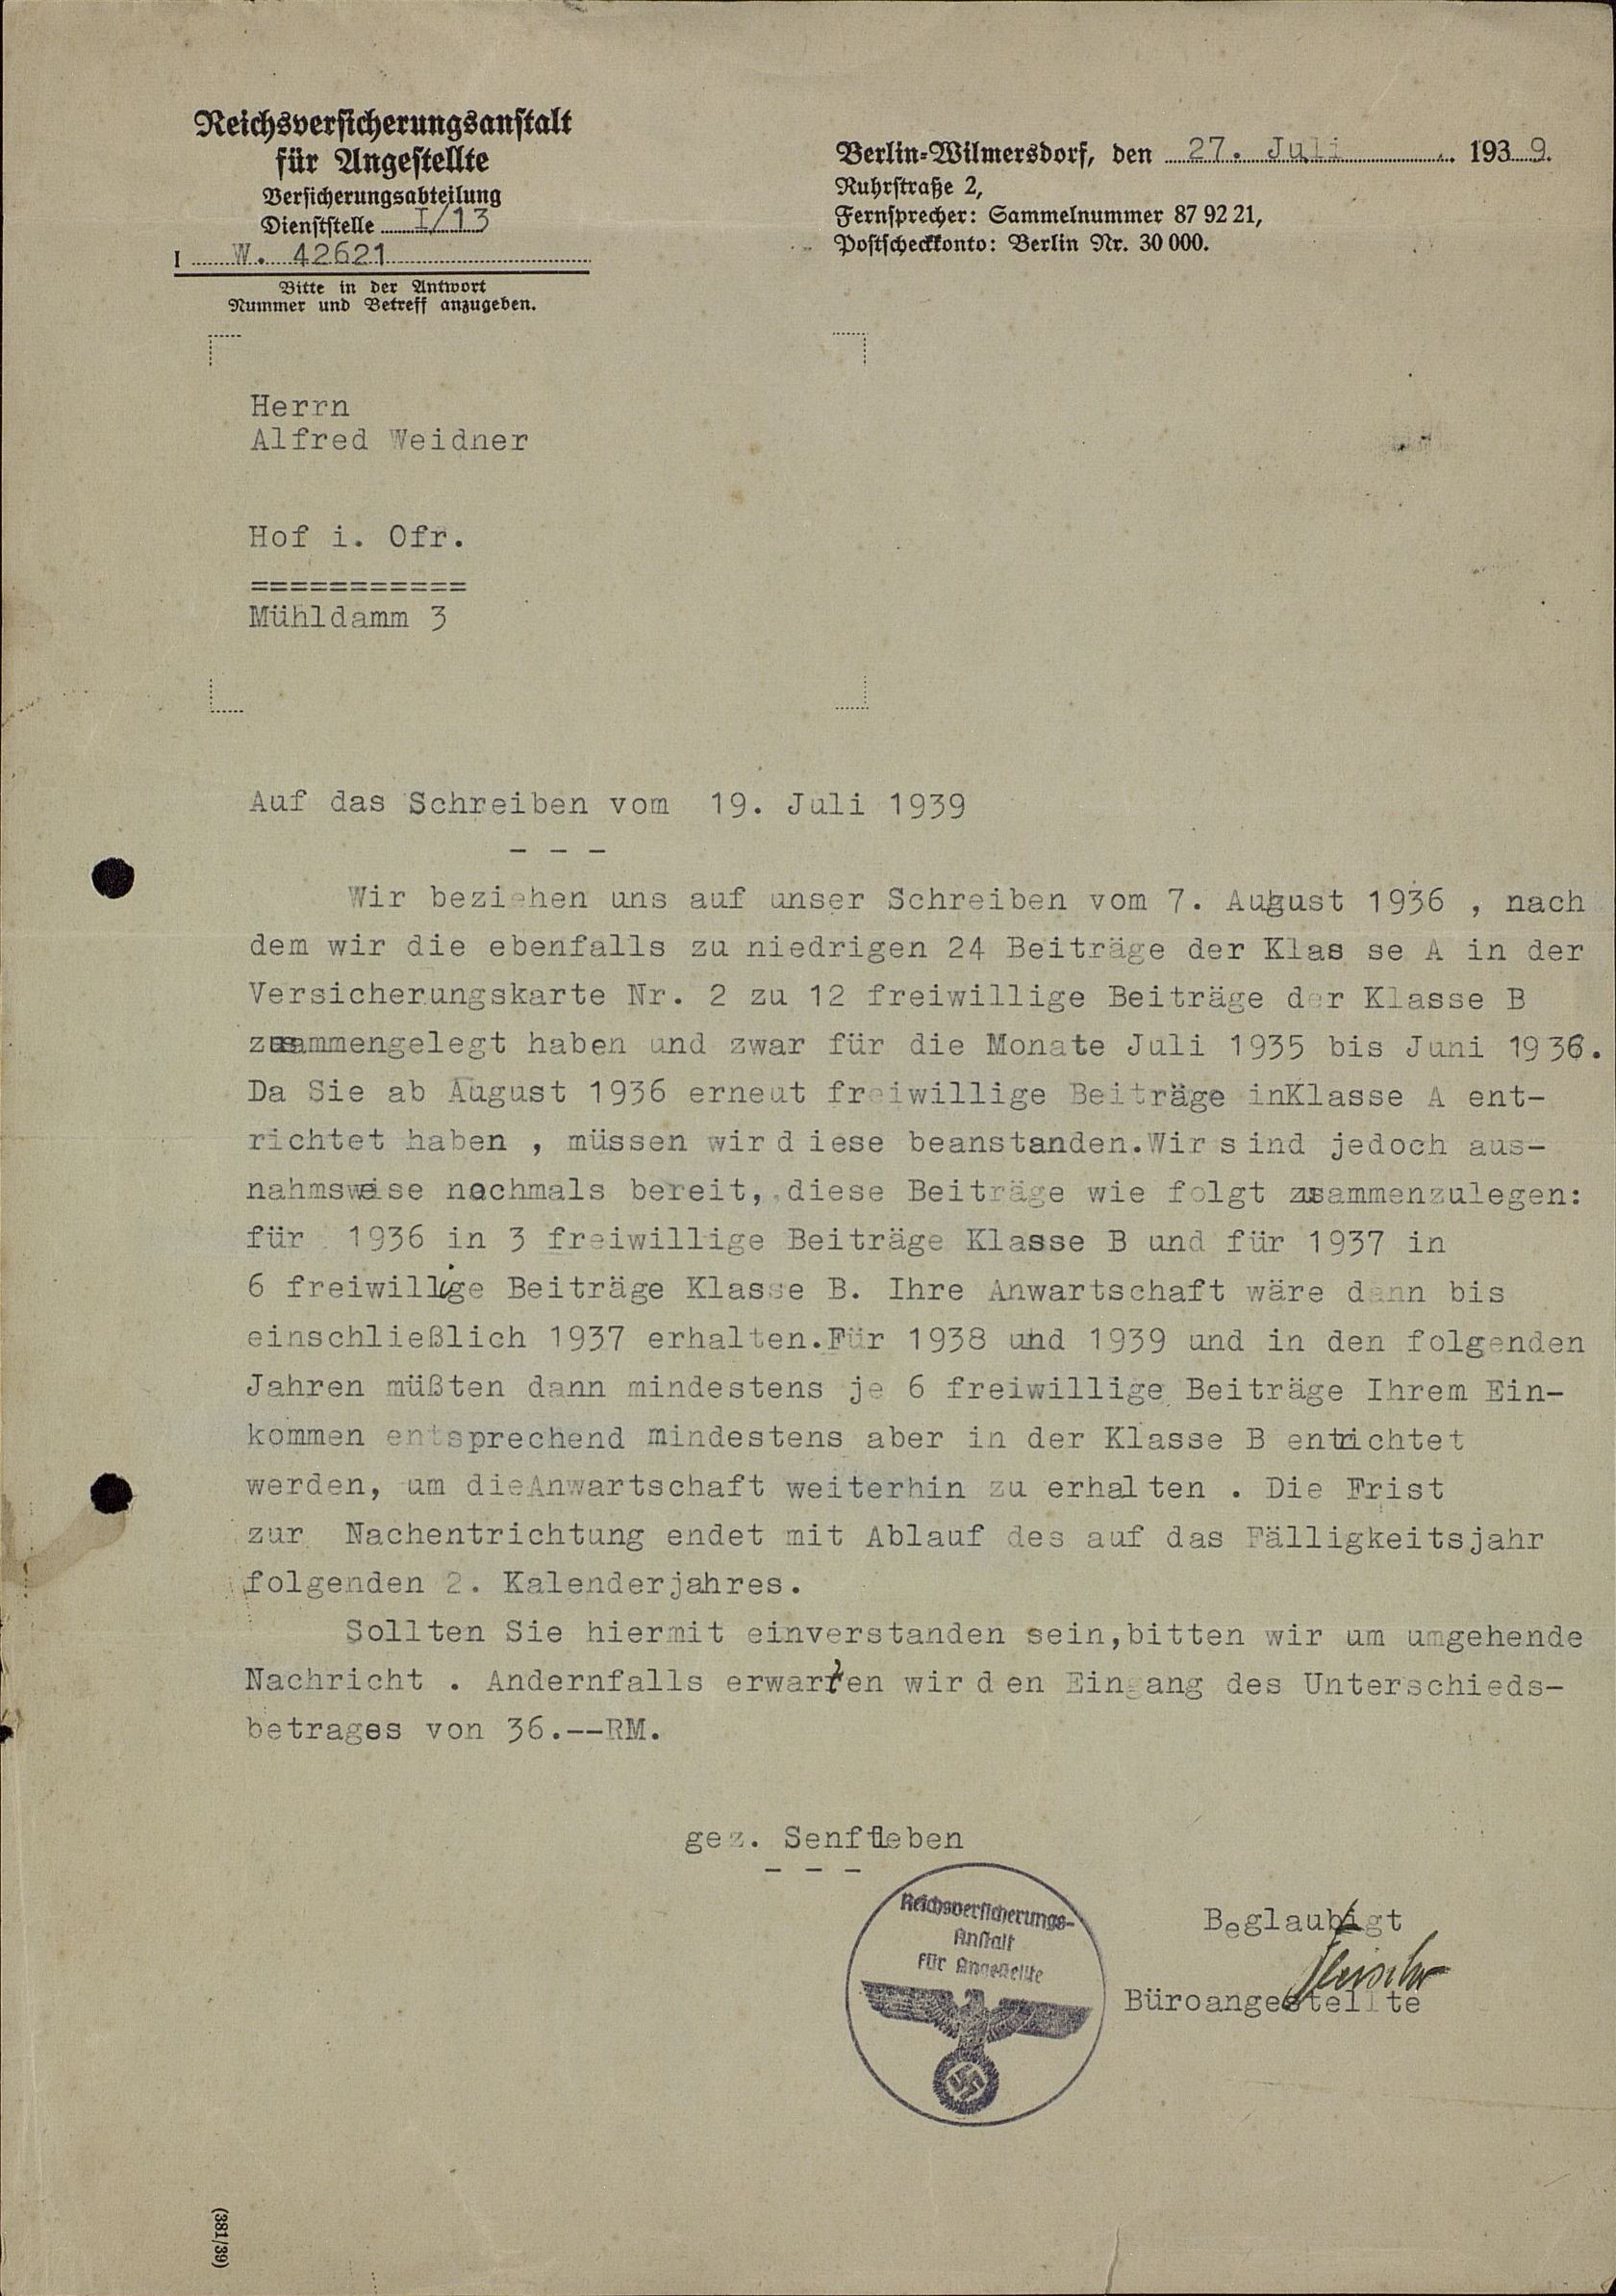 Reichsversicherungsanstalt
für Angestellte
Versicherungsabteilung
Dienststelle I/13
I W. 42621
Bitte in der Antwort
Nummer und Betreff anzugeben.
Berlin-Wilmersdorf, den 27. Juli 1939.
Ruhrstraße 2,
Fernsprecher: Sammelnummer 87 92 21,
Postscheckkonto: Berlin Nr. 30 000.
Herrn
Alfred Weidner
Hof i. Ofr.
===========
Mühldamm 3
Auf das Schreiben vom 19. Juli 1939
- - -
Wir beziehen uns auf unser Schreiben vom 7. August 1936 , nach
dem wir die ebenfalls zu niedrigen 24 Beiträge der Klas se A in der
Versicherungskarte Nr. 2 zu 12 freiwillige Beiträge der Klasse B
zusammengelegt haben und zwar für die Monate Juli 1935 bis Juni 1936.
Da Sie ab August 1936 erneut freiwillige Beiträge inKlasse A ent-
richtet haben , müssen wir d iese beanstanden.Wir s ind jedoch aus-
nahmsweise nochmals bereit, diese Beiträge wie folgt zusammenzulegen:
für 1936 in 3 freiwillige Beiträge Klasse B und für 1937 in
6 freiwillige Beiträge Klasse B. Ihre Anwartschaft wäre dann bis
einschließlich 1937 erhalten.Für 1938 und 1939 und in den folgenden
Jahren müßten dann mindestens je 6 freiwillige Beiträge Ihrem Ein-
kommen entsprechend mindestens aber in der Klasse B entrichtet
werden, um dieAnwartschaft weiterhin zu erhalten . Die Frist
zur Nachentrichtung endet mit Ablauf des auf das Fälligkeitsjahr
folgenden 2. Kalenderjahres.
Sollten Sie hiermit einverstanden sein,bitten wir um umgehende
Nachricht . Andernfalls erwarten wir d en Eingang des Unterschieds-
betrages von 36.--RM.
gez. Senftleben
- - -
Reichsversicherungs-
Anstalt
für Angestellte
Beglaubigt
Büroangestellte
(381/39)